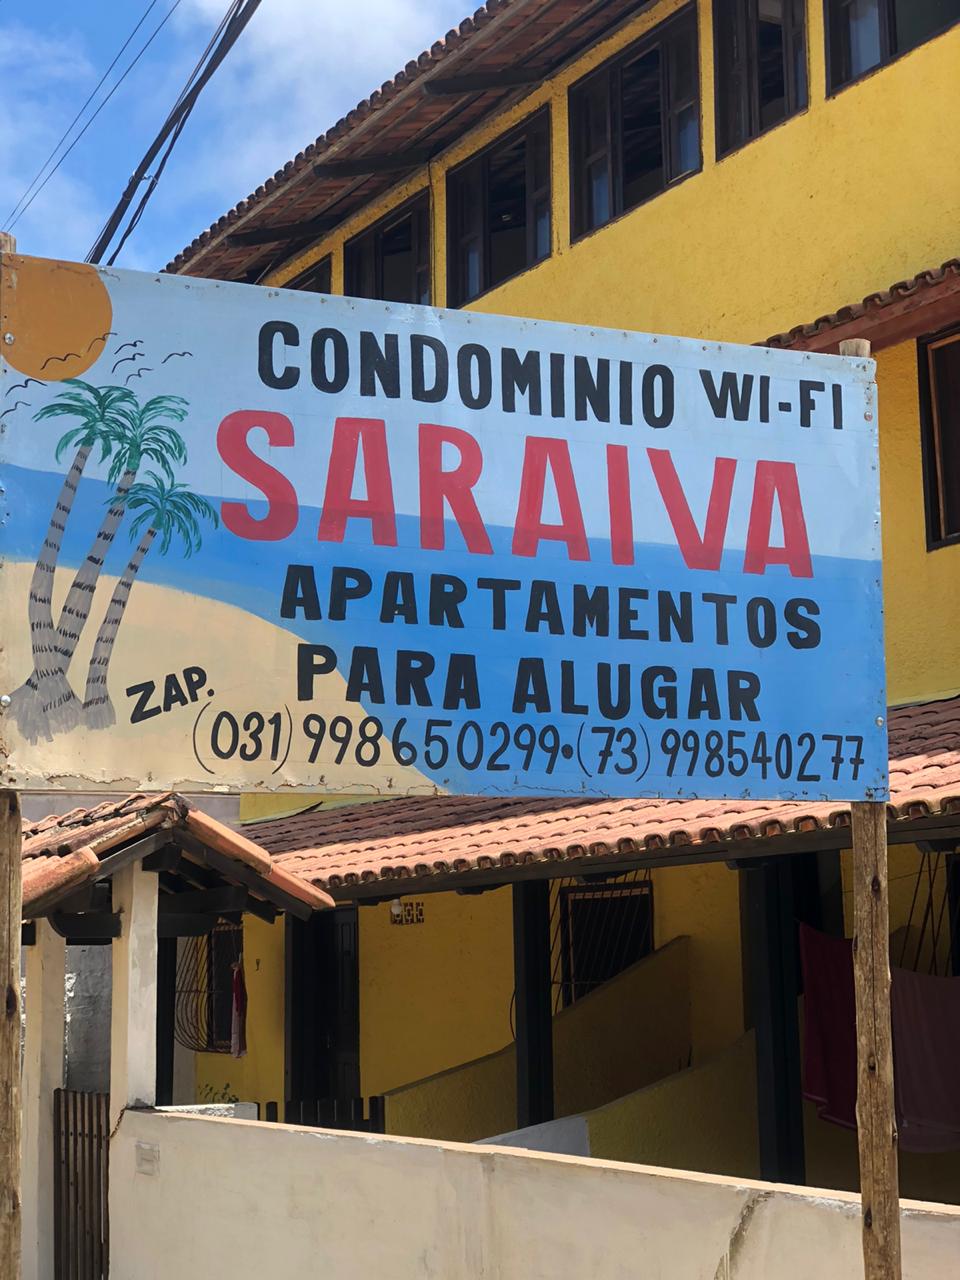 CONDOMINIO WI-FI
SARAIVA
APARTAMENTOS
PARA ALUGAR
ZAP.
(031) 998650299•(73) 998540277